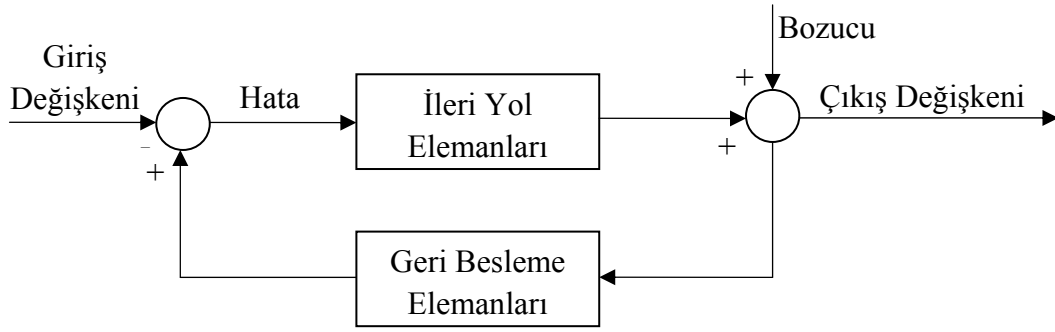 Giriş
Değişkeni
Hata
İleri Yol
Elemanları
Bozucu
Çıkış Değişkeni
+
+
-
+
Geri Besleme
Elemanları